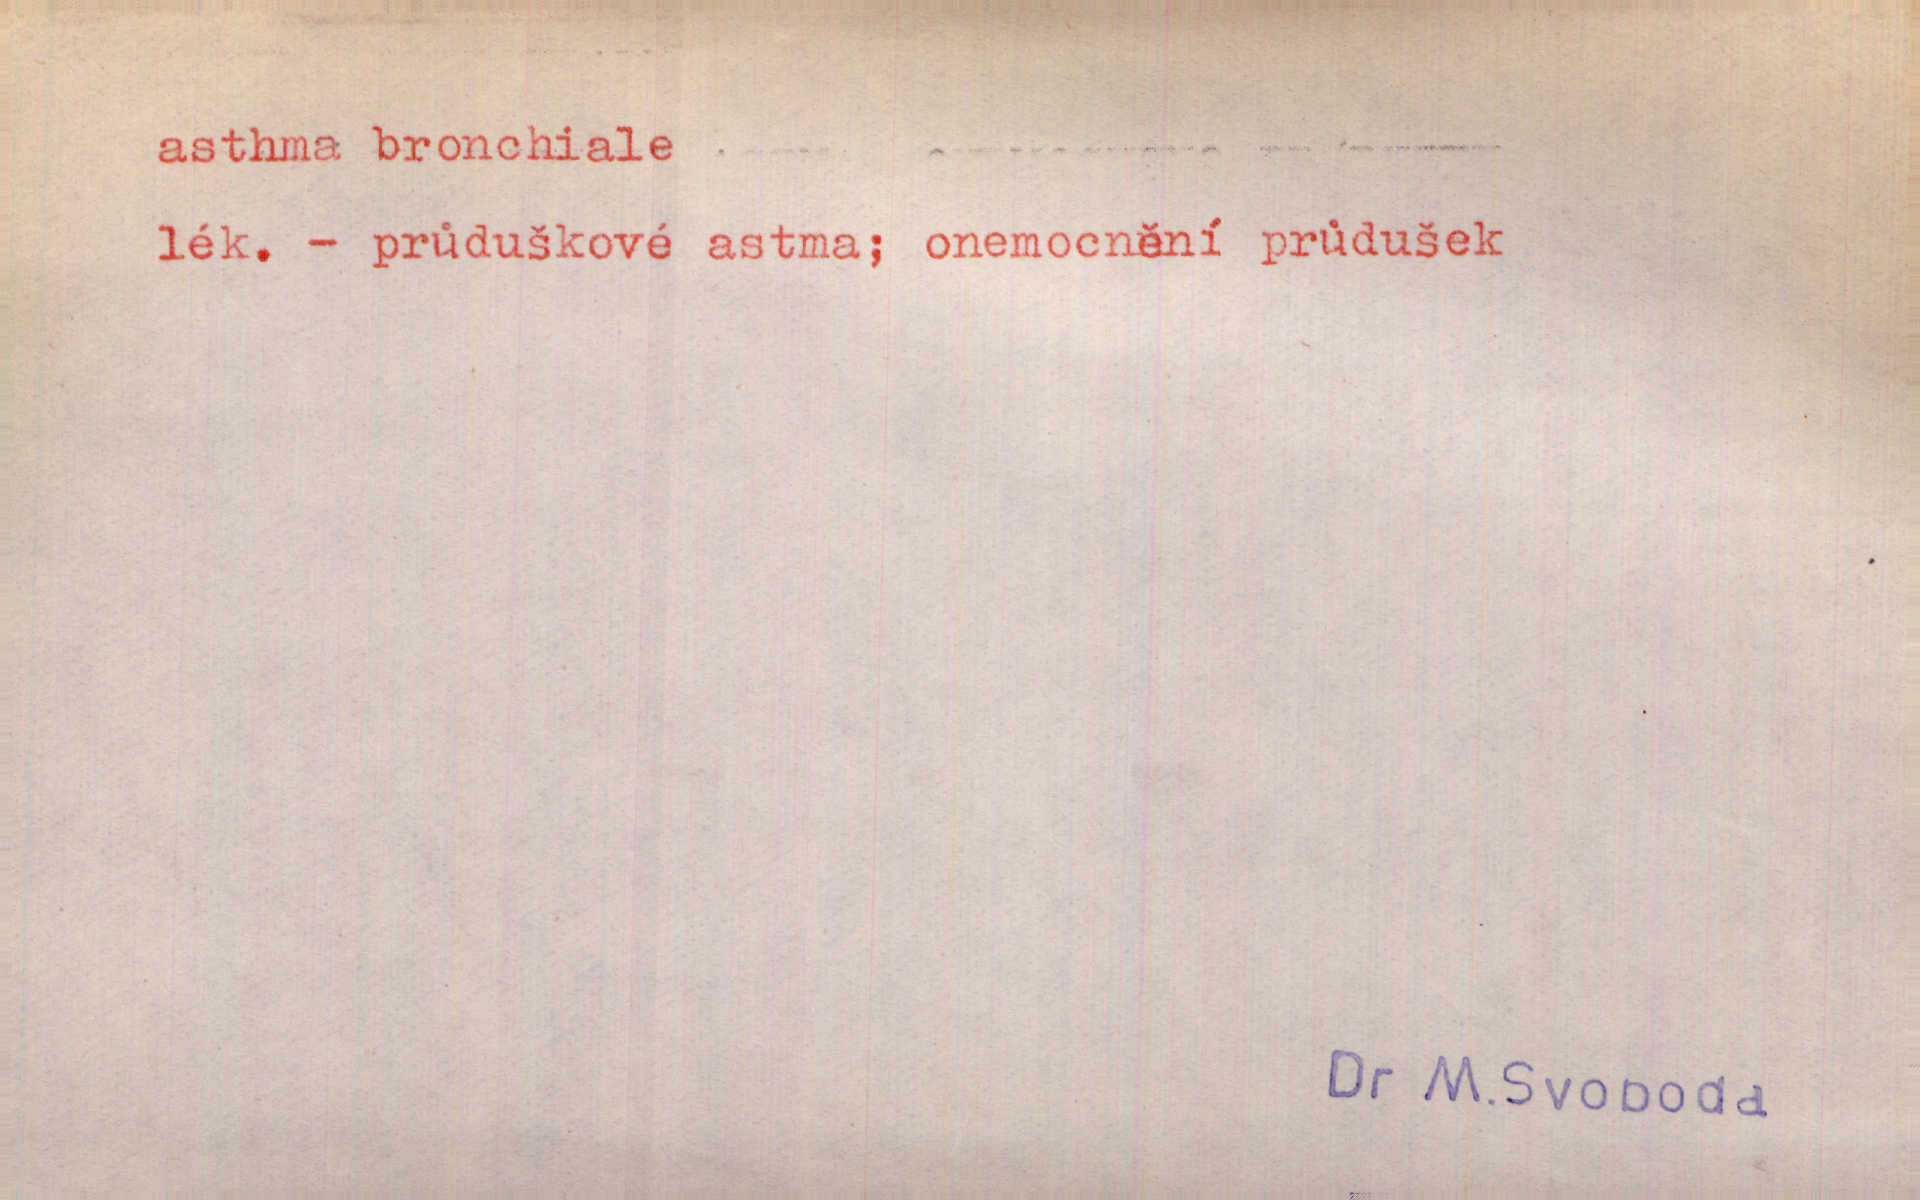 asthma bronchiale
lék. - průduškové astma; onemocnění průdušek
Dr M.Svoboda